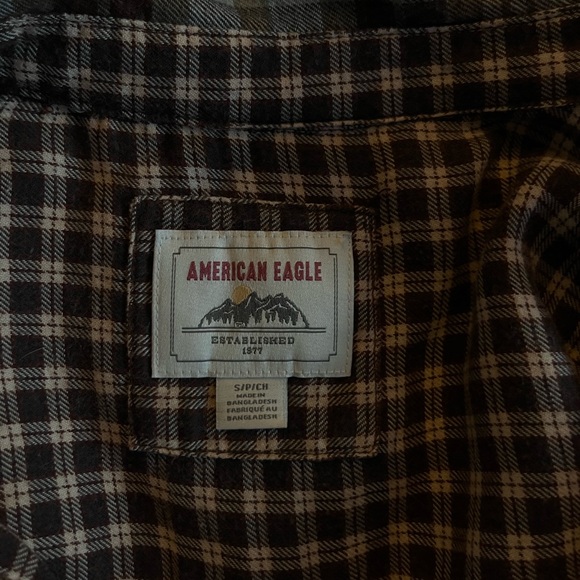 AMERICAN EAGLE
ESTABLISHED
1977
S/P/CH
MADE IN
BANGLADESH
FABRIQUÉ AU
BANGLADESH